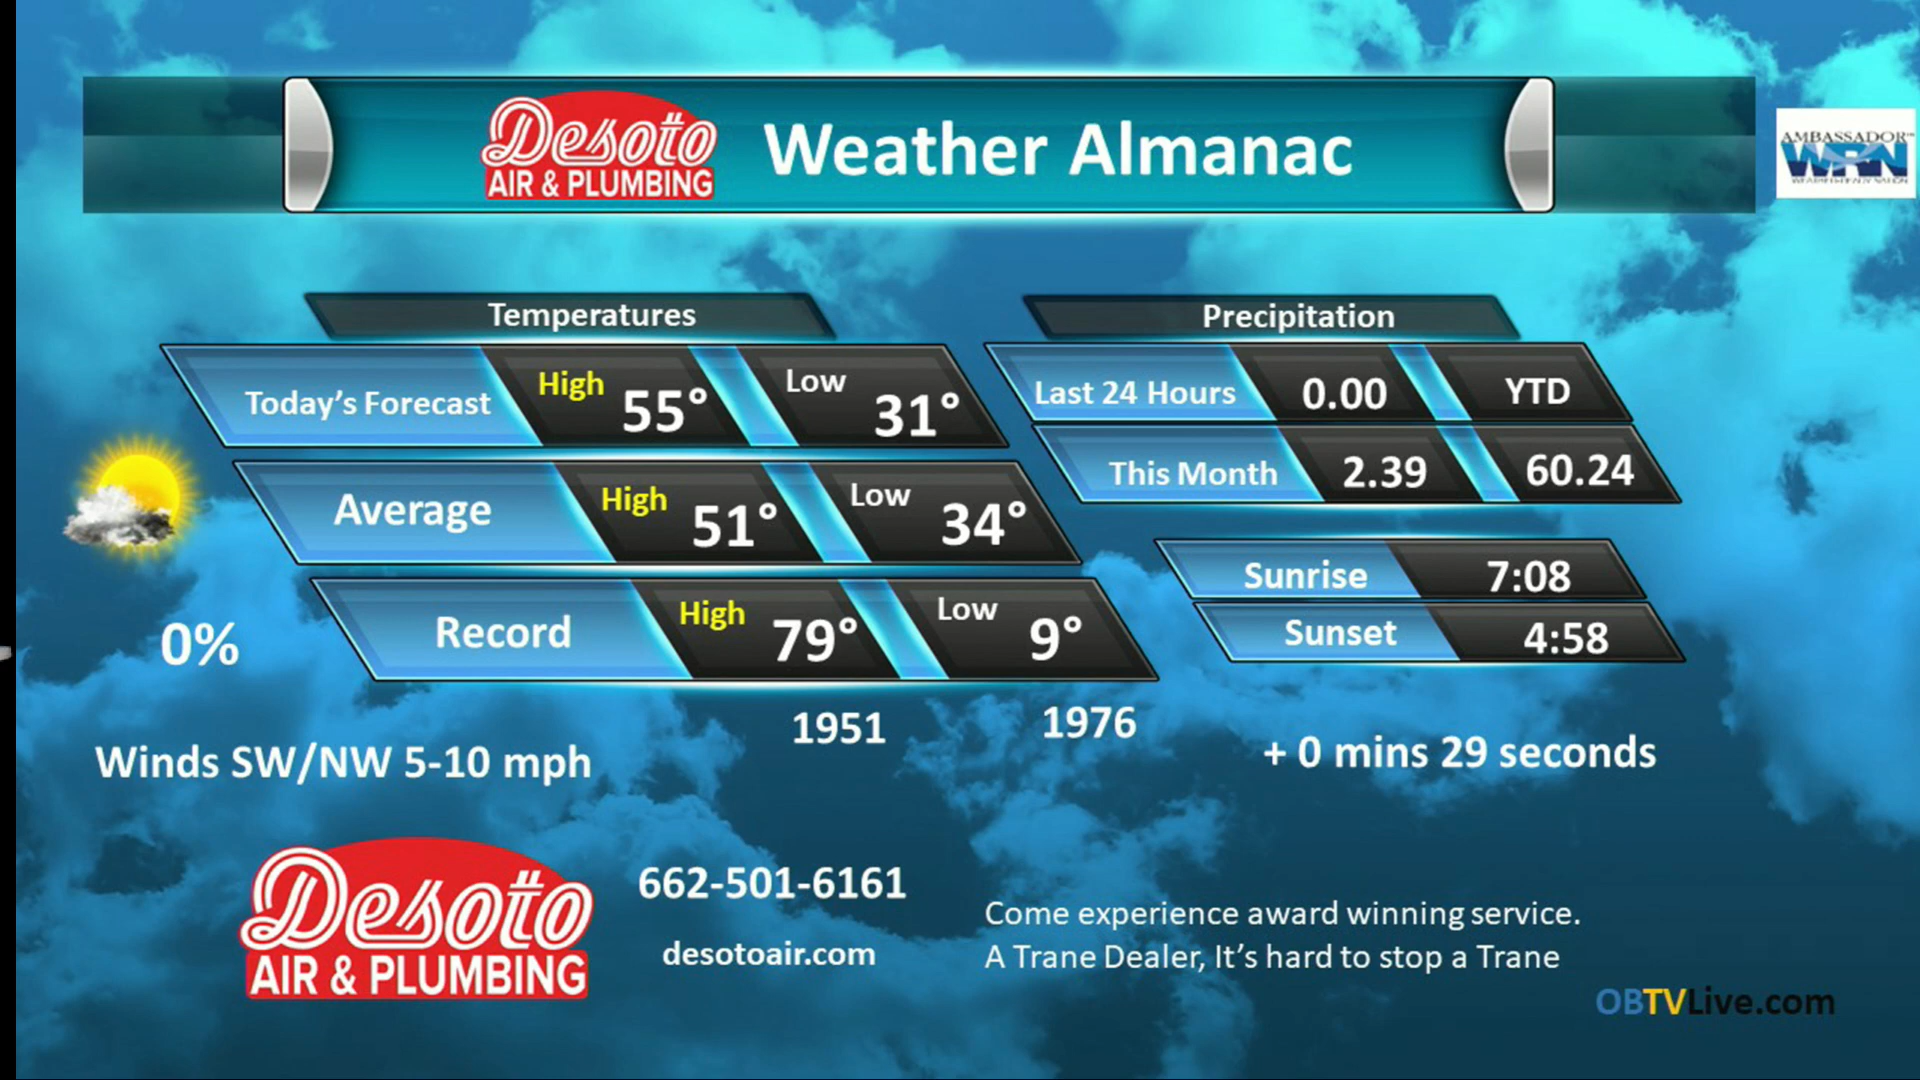 Desoto
AIR & PLUMBING
Weather Almanac
AMBASSADOR™
WRN
WEATHER-READY NATION
Temperatures
Today's Forecast High 55° Low 31°
Average High 51° Low 34°
Record High 79° Low 9°
1951 1976
0%
Winds SW/NW 5-10 mph
Precipitation
Last 24 Hours 0.00 YTD
This Month 2.39 60.24
Sunrise 7:08
Sunset 4:58
+ 0 mins 29 seconds
Desoto
AIR & PLUMBING
662-501-6161
desotoair.com
Come experience award winning service.
A Trane Dealer, It's hard to stop a Trane
OBTVLive.com